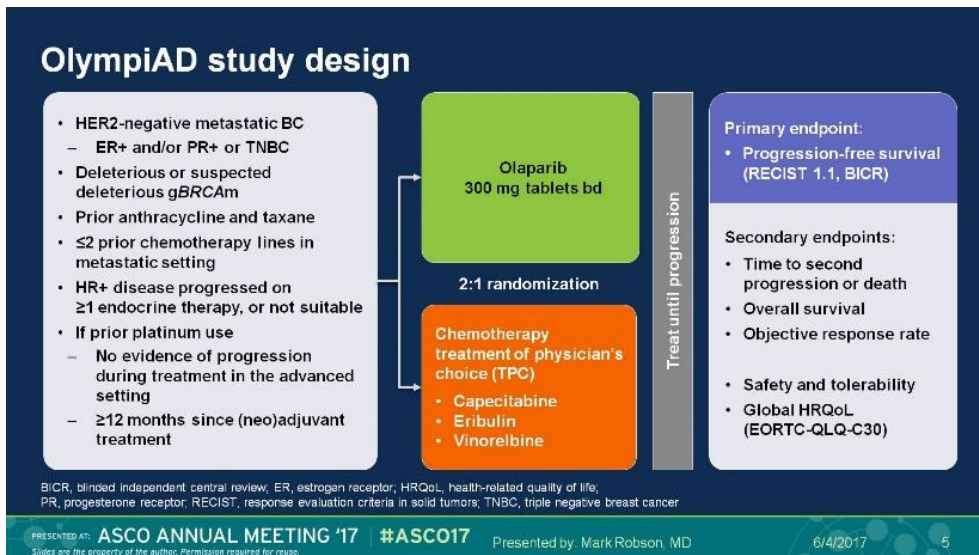 OlympiAD study design
• HER2-negative metastatic BC
– ER+ and/or PR+ or TNBC
• Deleterious or suspected
deleterious gBRCAm
• Prior anthracycline and taxane
• ≤2 prior chemotherapy lines in
metastatic setting
• HR+ disease progressed on
≥1 endocrine therapy, or not suitable
• If prior platinum use
– No evidence of progression
during treatment in the advanced
setting
– ≥12 months since (neo)adjuvant
treatment
Olaparib
300 mg tablets bd
2:1 randomization
Chemotherapy
treatment of physician's
choice (TPC)
• Capecitabine
• Eribulin
• Vinorelbine
Treat until progression
Primary endpoint:
• Progression-free survival
(RECIST 1.1, BICR)
Secondary endpoints:
• Time to second
progression or death
• Overall survival
• Objective response rate
• Safety and tolerability
• Global HRQoL
(EORTC-QLQ-C30)
BICR, blinded independent central review; ER, estrogen receptor; HRQoL, health-related quality of life;
PR, progesterone receptor; RECIST, response evaluation criteria in solid tumors; TNBC, triple negative breast cancer
PRESENTED AT: ASCO ANNUAL MEETING '17 | #ASCO17 Presented by: Mark Robson, MD 6/4/2017 5
Slides are the property of the author. Permission required for reuse.